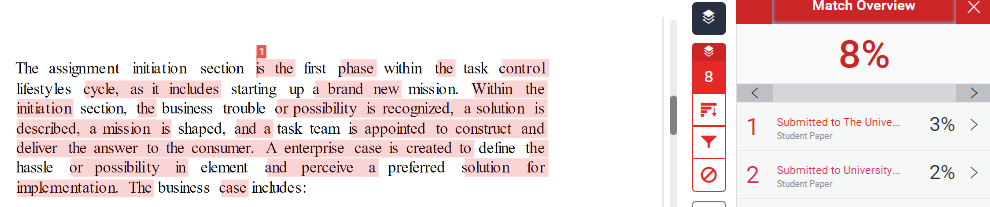 Match Overview
1
The assignment initiation section is the first phase within the task control
lifestyles cycle, as it includes starting up a brand new mission. Within the
initiation section, the business trouble or possibility is recognized, a solution is
described, a mission is shaped, and a task team is appointed to construct and
deliver the answer to the consumer. A enterprise case is created to define the
hassle or possibility in element and perceive a preferred solution for
implementation. The business case includes:
8
8%
1 Submitted to The Unive... 3%
Student Paper
2 Submitted to University... 2%
Student Paper